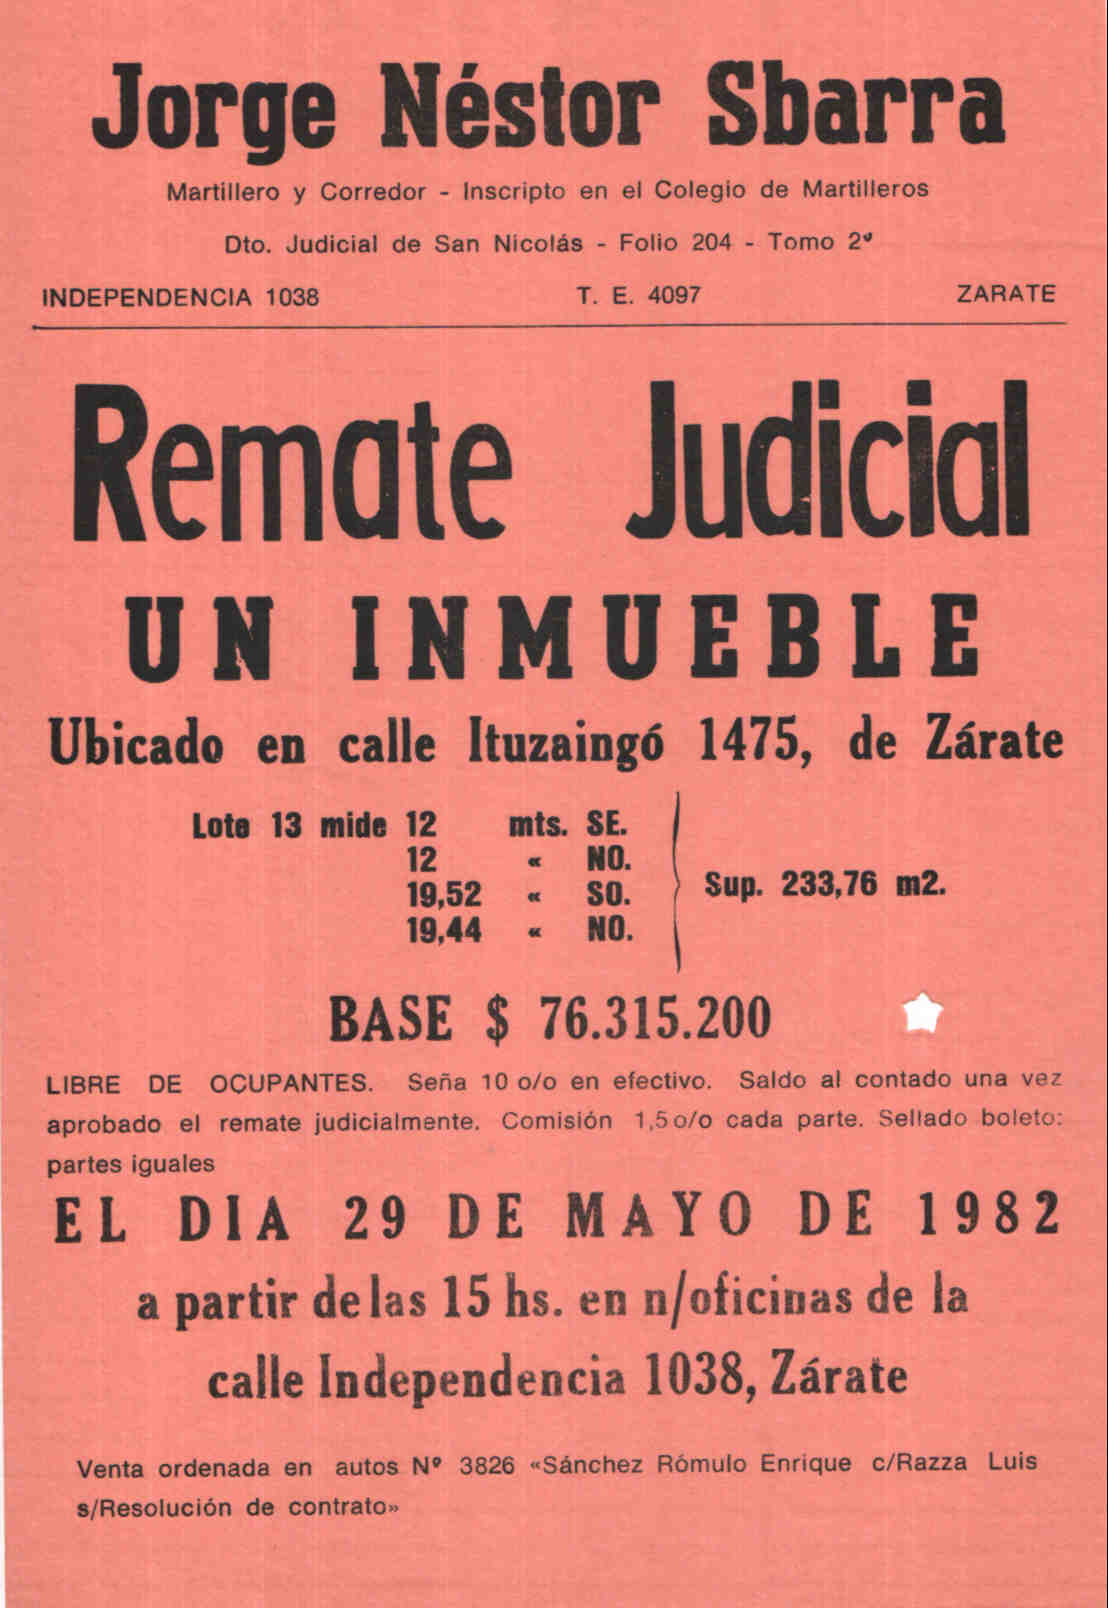 Jorge Néstor Sbarra
Martillero y Corredor - Inscripto en el Colegio de Martilleros
Dto. Judicial de San Nicolás - Folio 204 - Tomo 2º
INDEPENDENCIA 1038 T. E. 4097 ZARATE
Remate Judicial
UN INMUEBLE
Ubicado en calle Ituzaingó 1475, de Zárate
Lote 13 mide 12 mts. SE.
12 « NO.
19,52 « SO.
19,44 « NO.
Sup. 233,76 m2.
BASE $ 76.315.200
LIBRE DE OCUPANTES. Seña 10 o/o en efectivo. Saldo al contado una vez
aprobado el remate judicialmente. Comisión 1,5 o/o cada parte. Sellado boleto:
partes iguales
EL DIA 29 DE MAYO DE 1982
a partir de las 15 hs. en n/oficinas de la
calle Independencia 1038, Zárate
Venta ordenada en autos Nº 3826 «Sánchez Rómulo Enrique c/Razza Luis
s/Resolución de contrato»